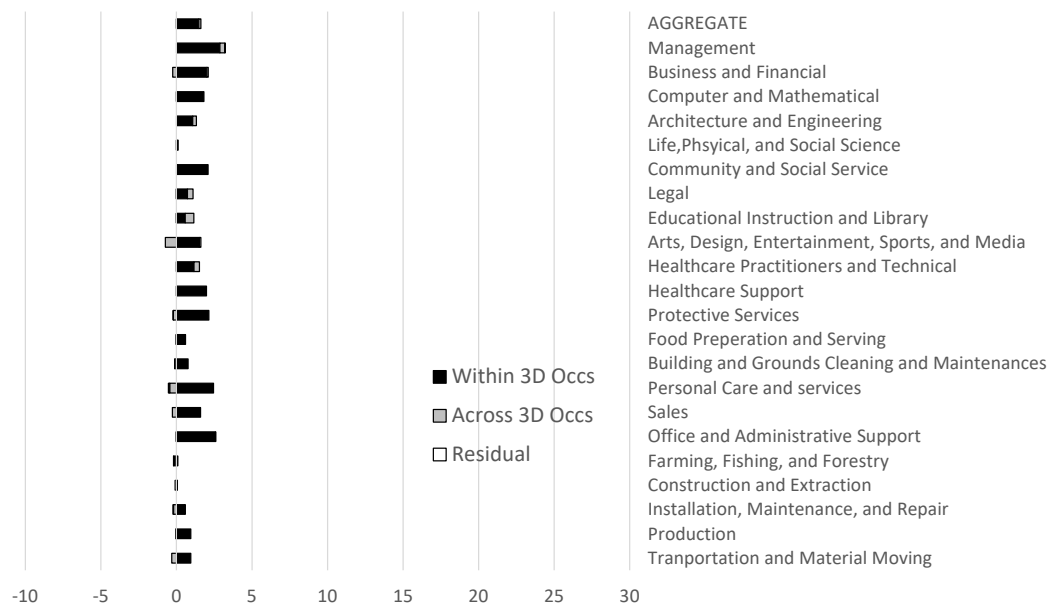 AGGREGATE
Management
Business and Financial
Computer and Mathematical
Architecture and Engineering
Life,Phsyical, and Social Science
Community and Social Service
Legal
Educational Instruction and Library
Arts, Design, Entertainment, Sports, and Media
Healthcare Practitioners and Technical
Healthcare Support
Protective Services
Food Preperation and Serving
Building and Grounds Cleaning and Maintenances
Personal Care and services
Sales
Office and Administrative Support
Farming, Fishing, and Forestry
Construction and Extraction
Installation, Maintenance, and Repair
Production
Tranportation and Material Moving
Within 3D Occs
Across 3D Occs
Residual
-10 -5 0 5 10 15 20 25 30